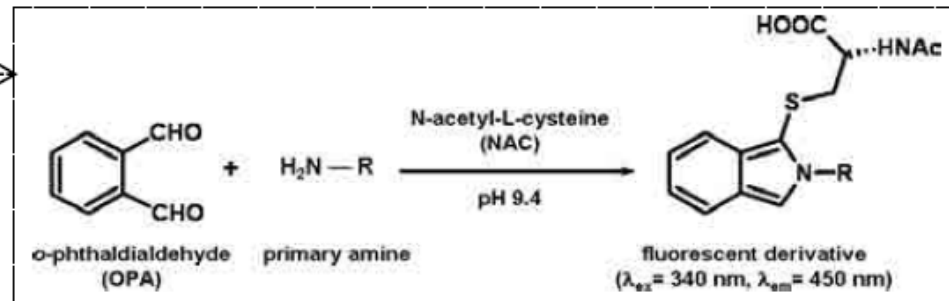 HOOC
HNAc
S
CHO
CHO
+
H₂N—R
N-acetyl-L-cysteine
(NAC)
pH 9.4
N—R
o-phthaldialdehyde
(OPA)
primary amine
fluorescent derivative
(λₑₓ= 340 nm, λₑₘ= 450 nm)